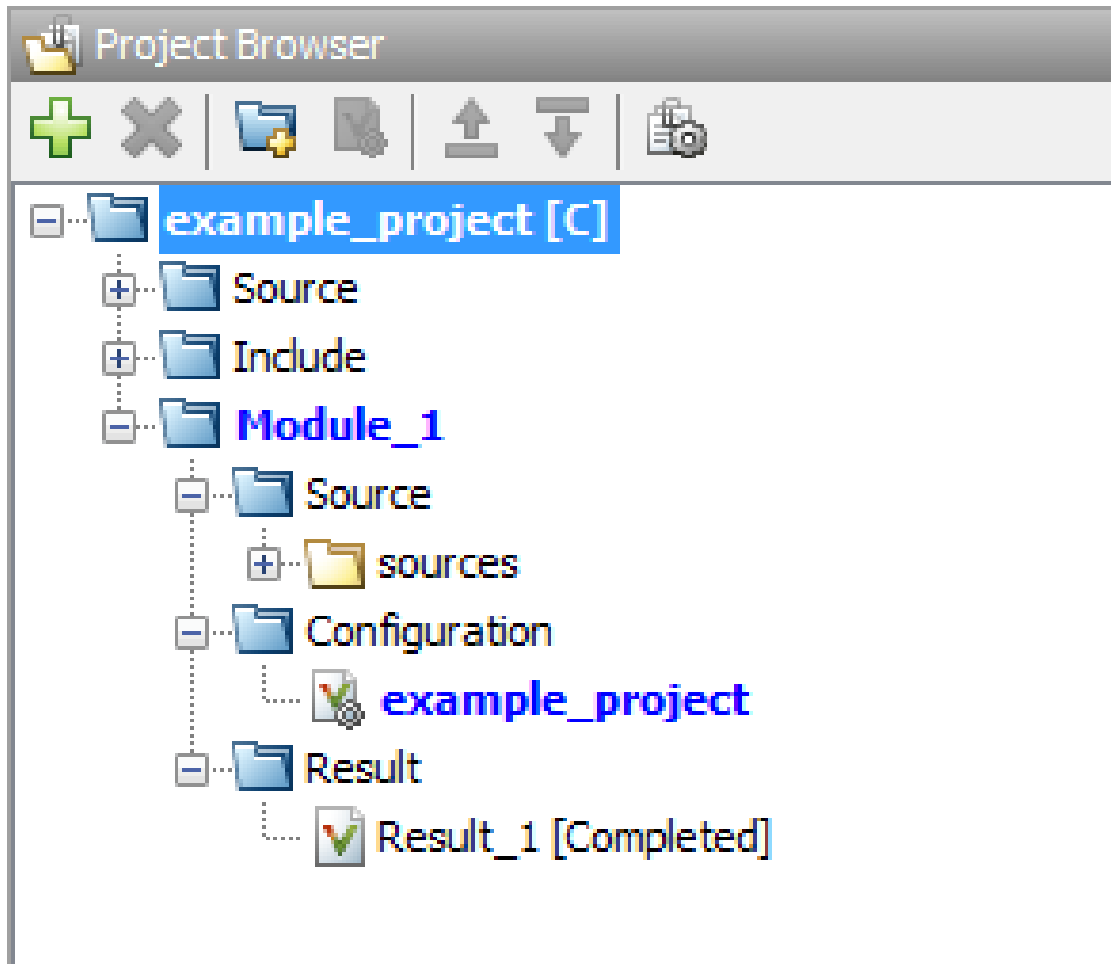 Project Browser
example_project [C]
Source
Include
Module_1
Source
sources
Configuration
example_project
Result
Result_1 [Completed]